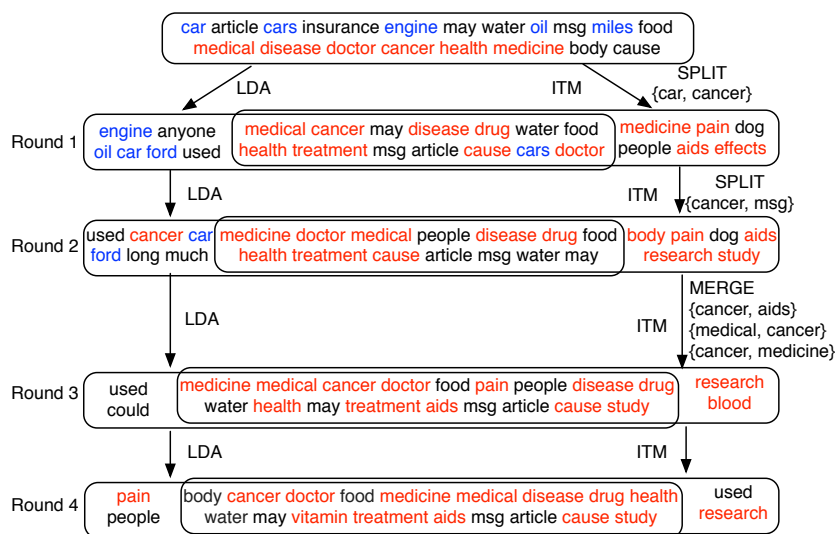 car article cars insurance engine may water oil msg miles food
medical disease doctor cancer health medicine body cause
LDA
ITM
SPLIT
{car, cancer}
Round 1
engine anyone
oil car ford used
medical cancer may disease drug water food
health treatment msg article cause cars doctor
medicine pain dog
people aids effects
LDA
ITM
SPLIT
{cancer, msg}
Round 2
used cancer car
ford long much
medicine doctor medical people disease drug food
health treatment cause article msg water may
body pain dog aids
research study
LDA
ITM
MERGE
{cancer, aids}
{medical, cancer}
{cancer, medicine}
Round 3
used
could
medicine medical cancer doctor food pain people disease drug
water health may treatment aids msg article cause study
research
blood
LDA
ITM
Round 4
pain
people
body cancer doctor food medicine medical disease drug health
water may vitamin treatment aids msg article cause study
used
research